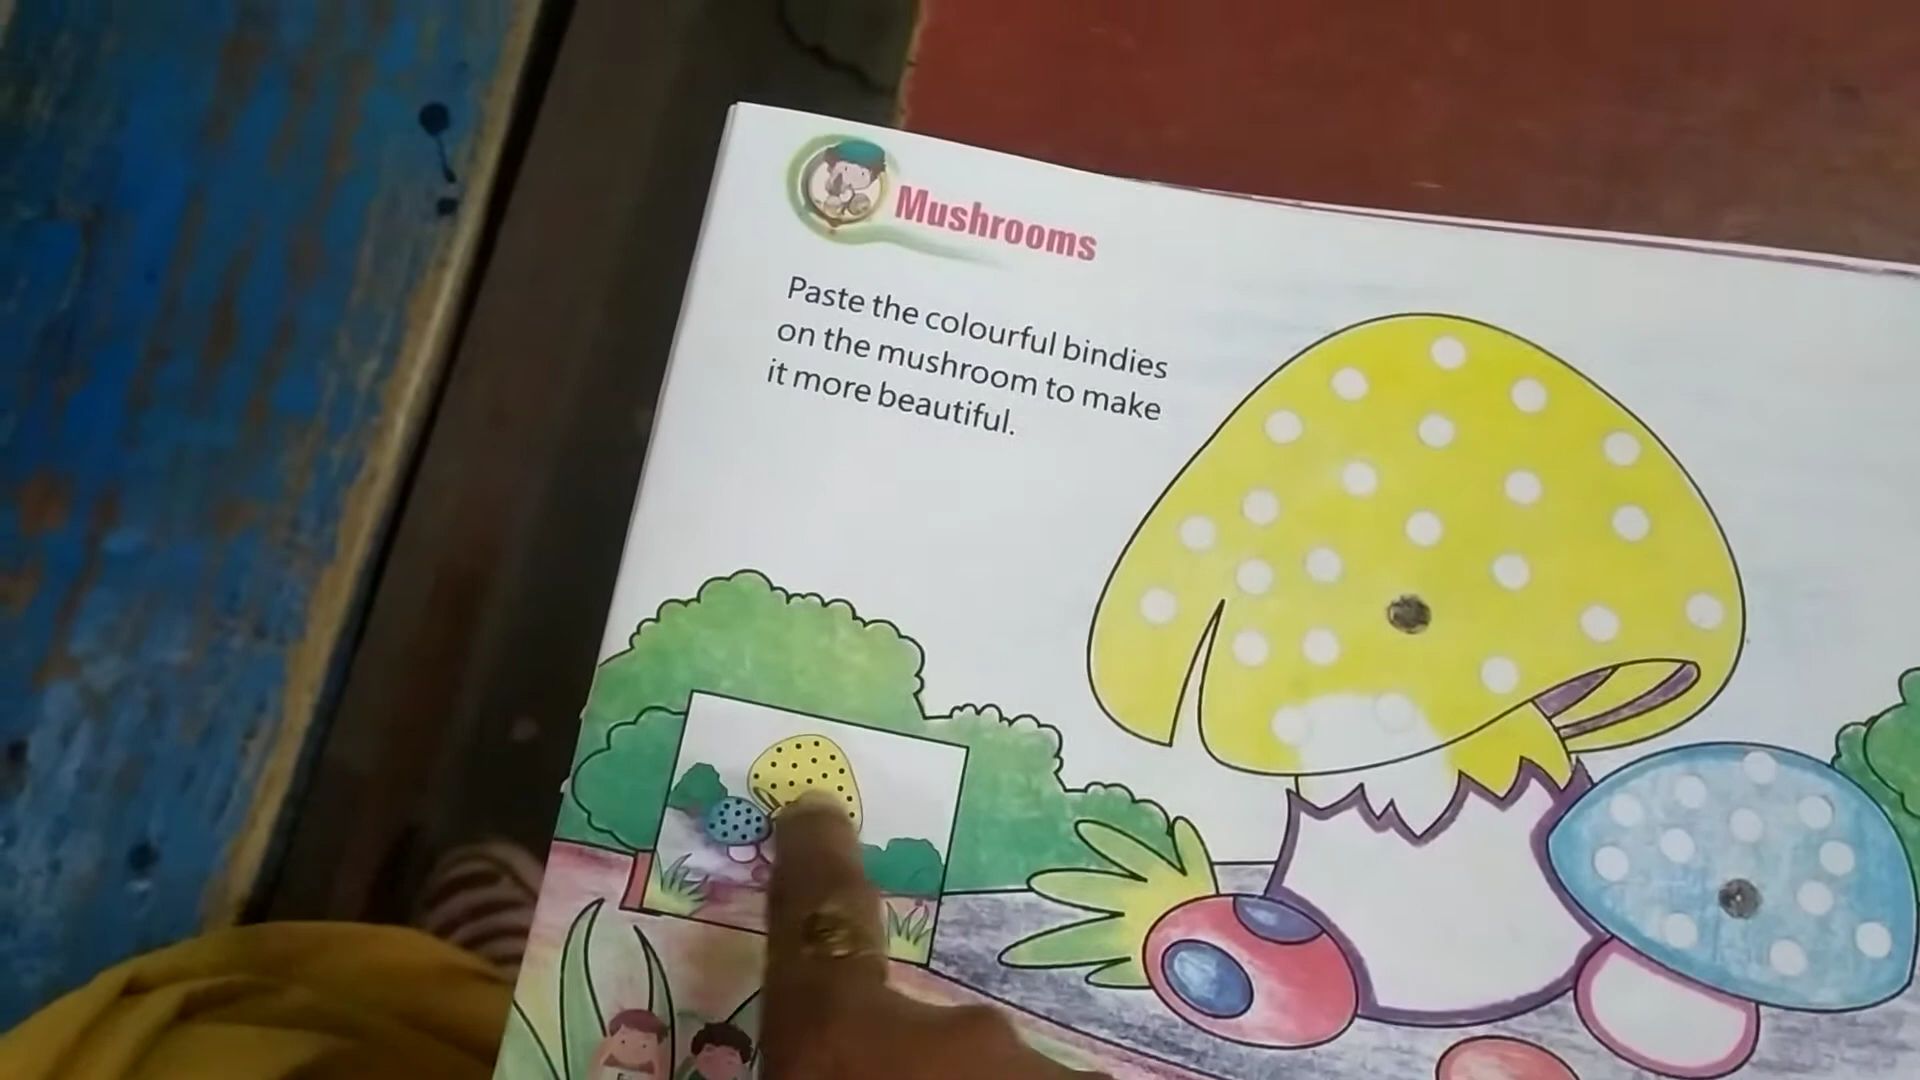 Mushrooms
Paste the colourful bindies
on the mushroom to make
it more beautiful.